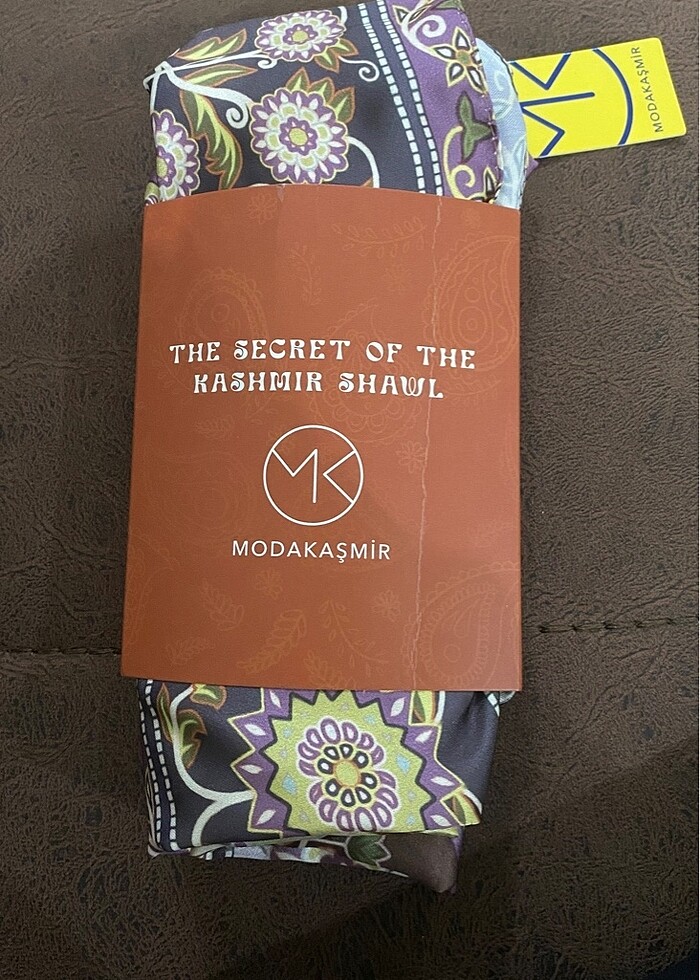 MK
MODAKAŞMİR
THE SECRET OF THE
KASHMIR SHAWL
MK
MODAKAŞMİR